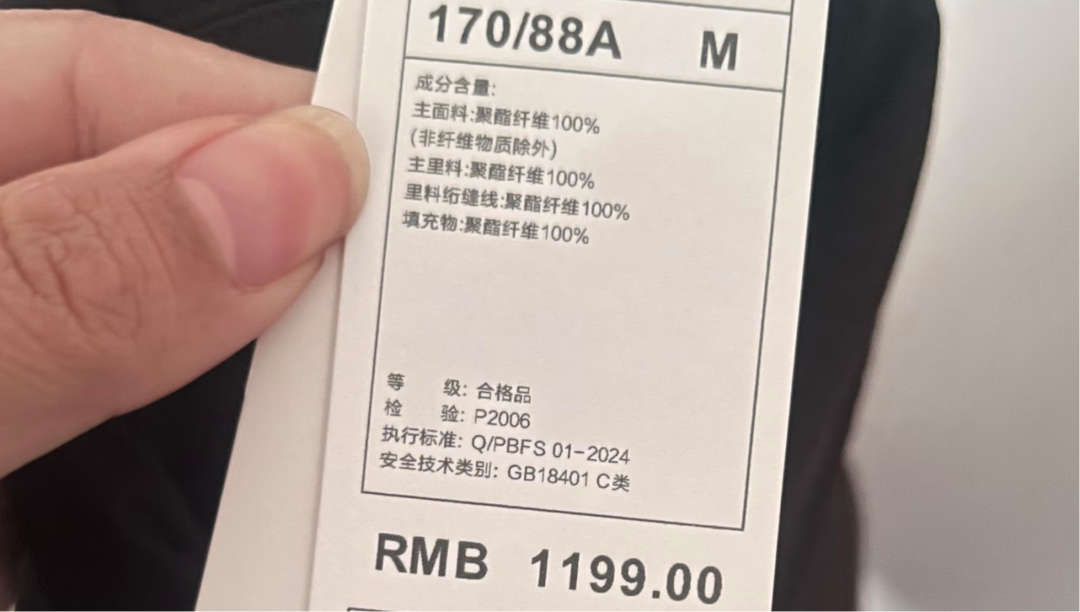 170/88A M
成分含量:
主面料:聚酯纤维100%
(非纤维物质除外)
主里料:聚酯纤维100%
里料绗缝线:聚酯纤维100%
填充物:聚酯纤维100%
等 级: 合格品
检 验: P2006
执行标准: Q/PBFS 01-2024
安全技术类别: GB18401 C类
RMB 1199.00